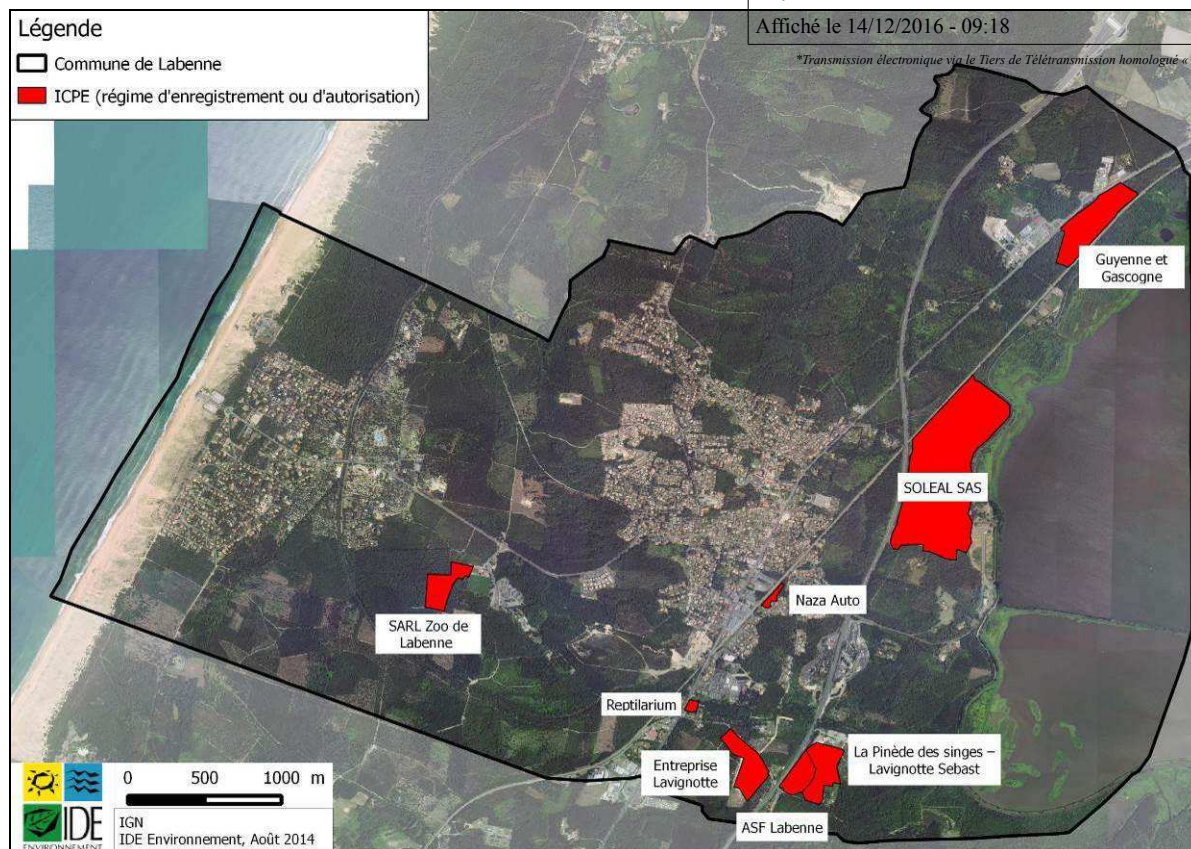 Affiché le 14/12/2016 - 09:18
*Transmission électronique via le Tiers de Télétransmission homologué «
Légende
Commune de Labenne
ICPE (régime d'enregistrement ou d'autorisation)
Guyenne et
Gascogne
SOLEAL SAS
Naza Auto
SARL Zoo de
Labenne
Reptilarium
Entreprise
Lavignotte
La Pinède des singes –
Lavignotte Sebast
ASF Labenne
0 500 1000 m
IGN
IDE Environnement, Août 2014
IDE
ENVIRONNEMENT